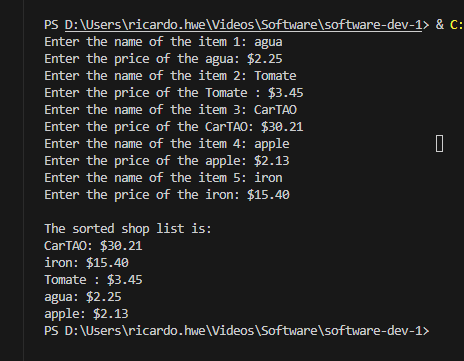 PS D:\Users\ricardo.hwe\Videos\Software\software-dev-1> & C:
Enter the name of the item 1: agua
Enter the price of the agua: $2.25
Enter the name of the item 2: Tomate
Enter the price of the Tomate : $3.45
Enter the name of the item 3: CarTAO
Enter the price of the CarTAO: $30.21
Enter the name of the item 4: apple
Enter the price of the apple: $2.13
Enter the name of the item 5: iron
Enter the price of the iron: $15.40

The sorted shop list is:
CarTAO: $30.21
iron: $15.40
Tomate : $3.45
agua: $2.25
apple: $2.13
PS D:\Users\ricardo.hwe\Videos\Software\software-dev-1>